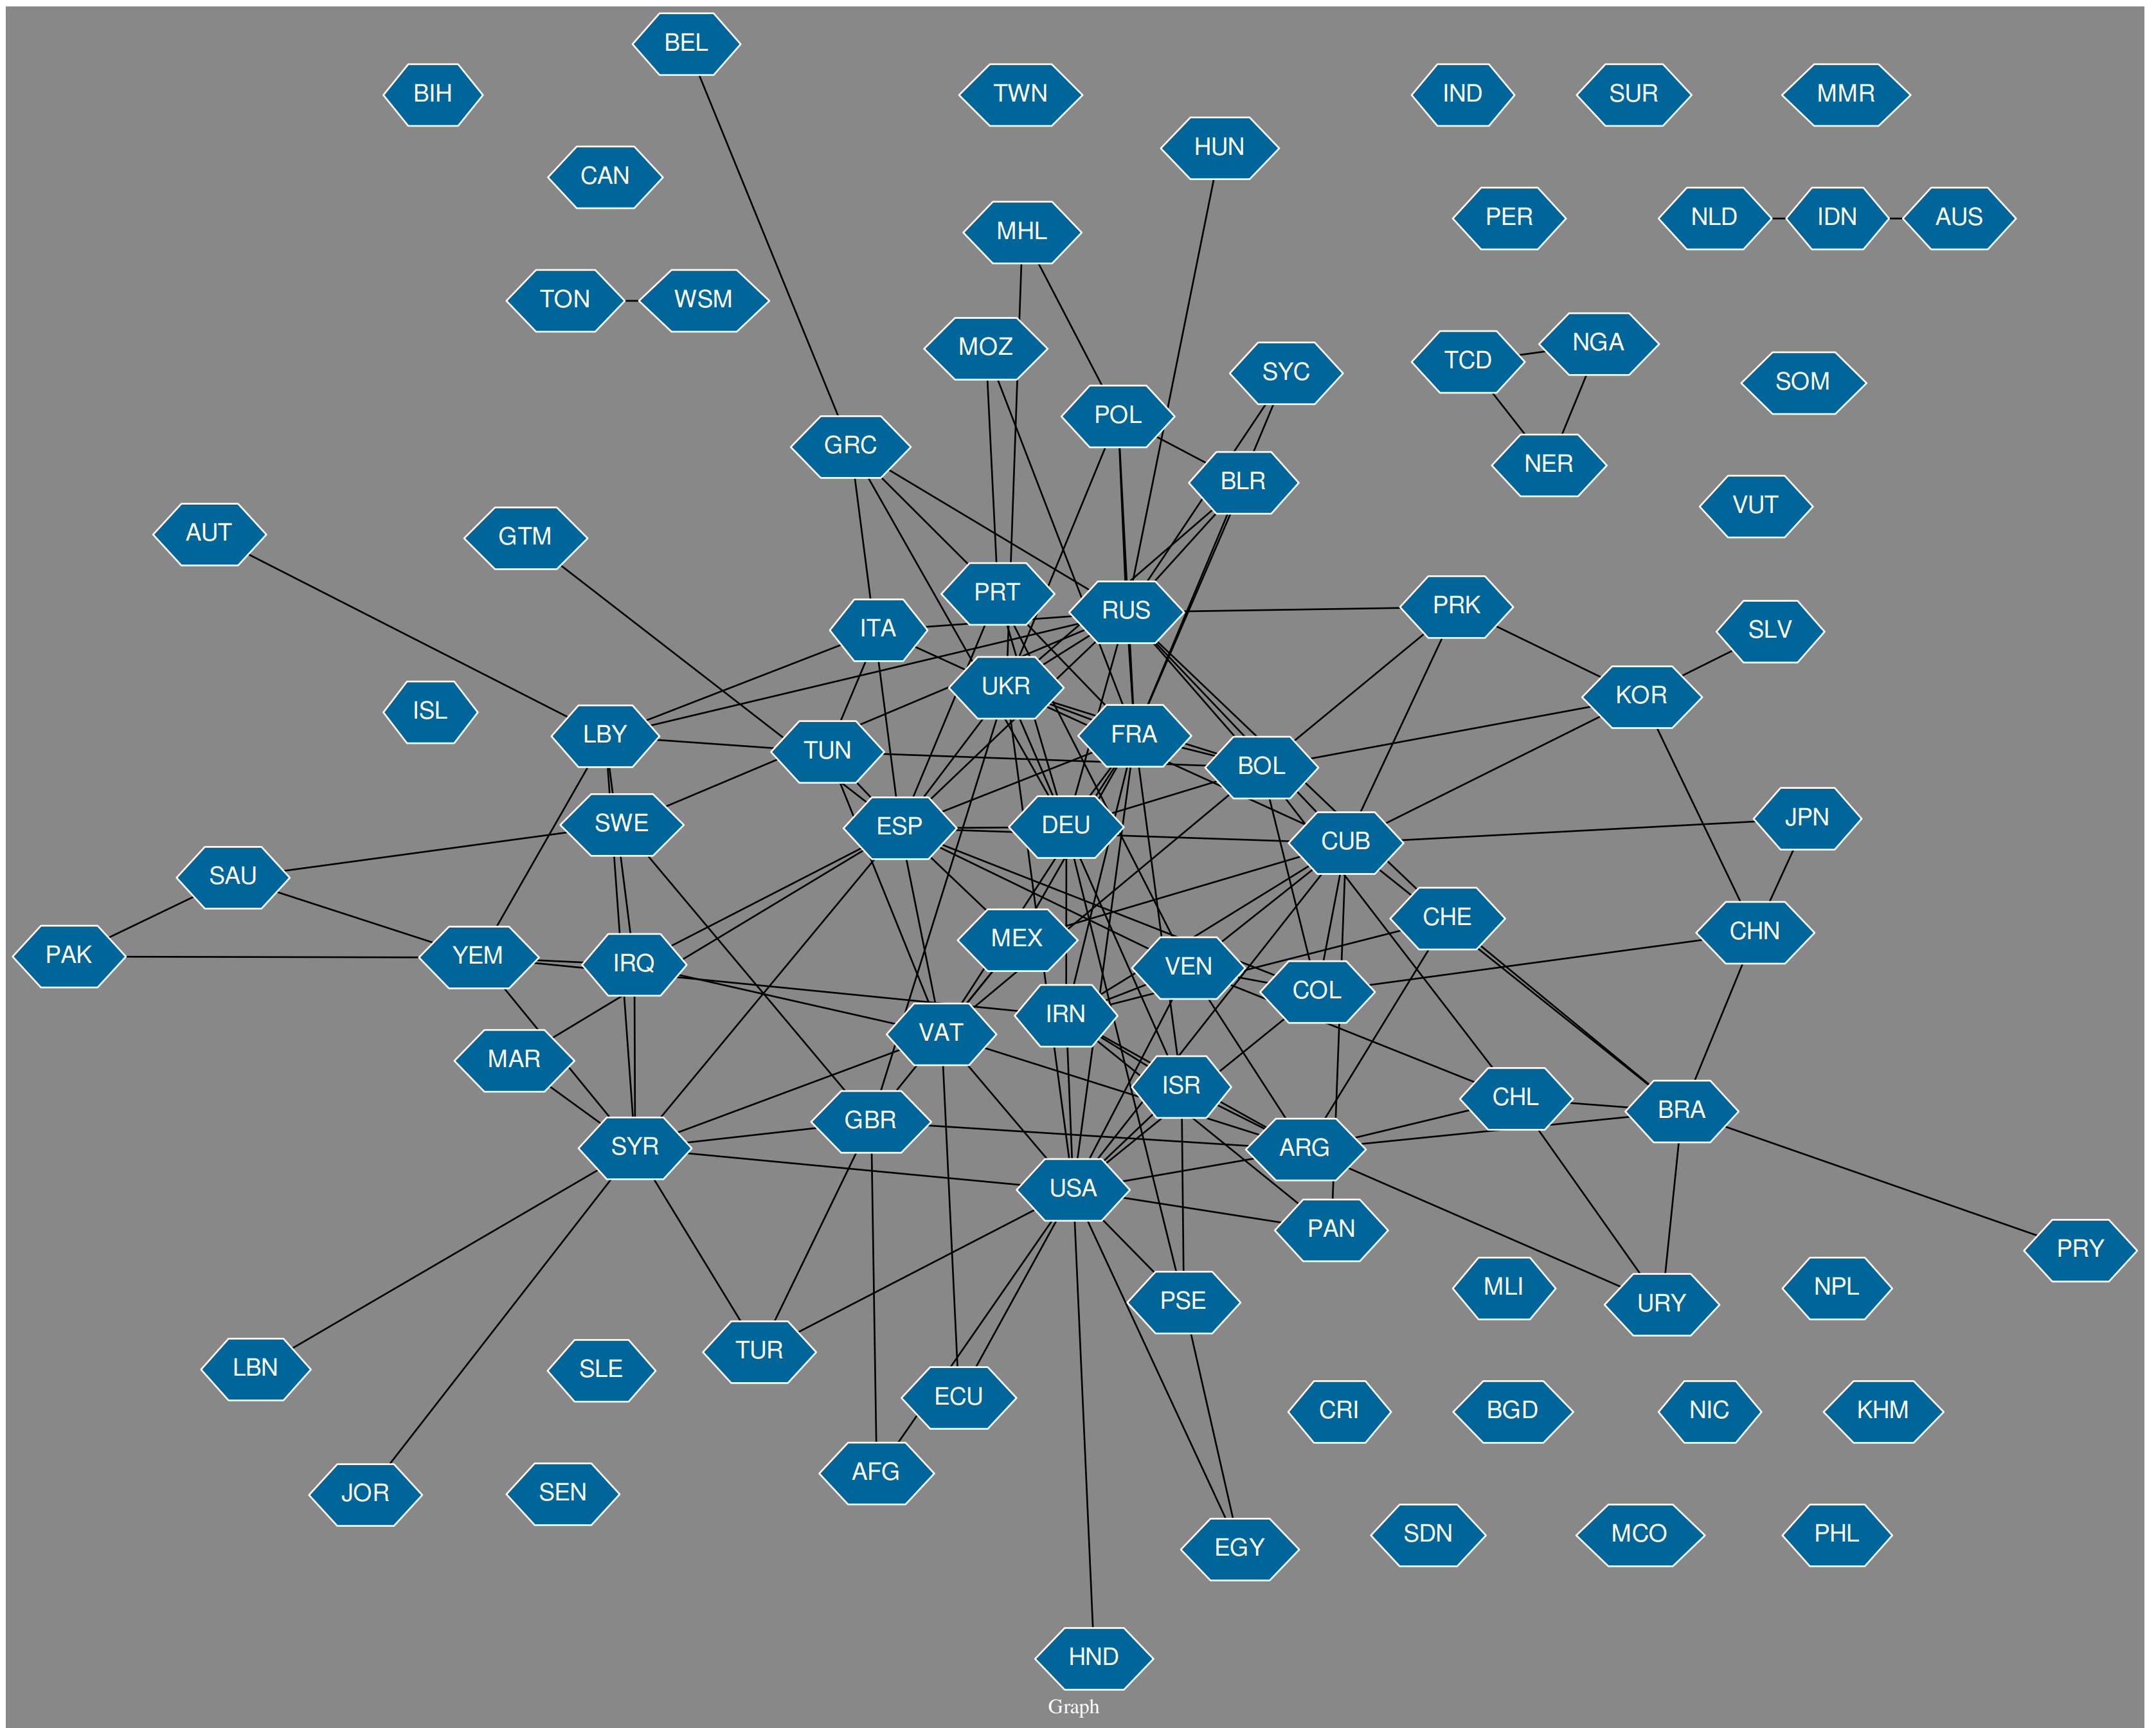 BEL
BIH
TWN
IND
SUR
MMR
HUN
CAN
MHL
PER
NLD
IDN
AUS
TON
WSM
MOZ
TCD
NGA
SYC
SOM
POL
GRC
BLR
NER
VUT
AUT
GTM
PRT
RUS
PRK
ITA
SLV
UKR
KOR
ISL
LBY
TUN
FRA
BOL
SWE
ESP
DEU
CUB
JPN
SAU
CHE
CHN
MEX
PAK
YEM
IRQ
VEN
COL
VAT
IRN
MAR
ISR
CHL
BRA
GBR
SYR
ARG
USA
PAN
PRY
PSE
MLI
URY
NPL
TUR
LBN
SLE
ECU
CRI
BGD
NIC
KHM
AFG
JOR
SEN
EGY
SDN
MCO
PHL
HND
Graph